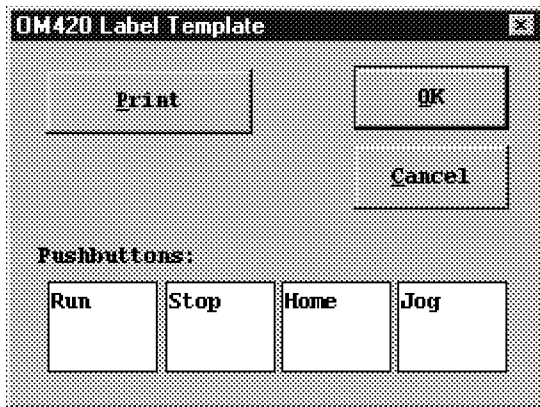 OM420 Label Template
Print
OK
Cancel
Pushbuttons:
Run
Stop
Home
Jog